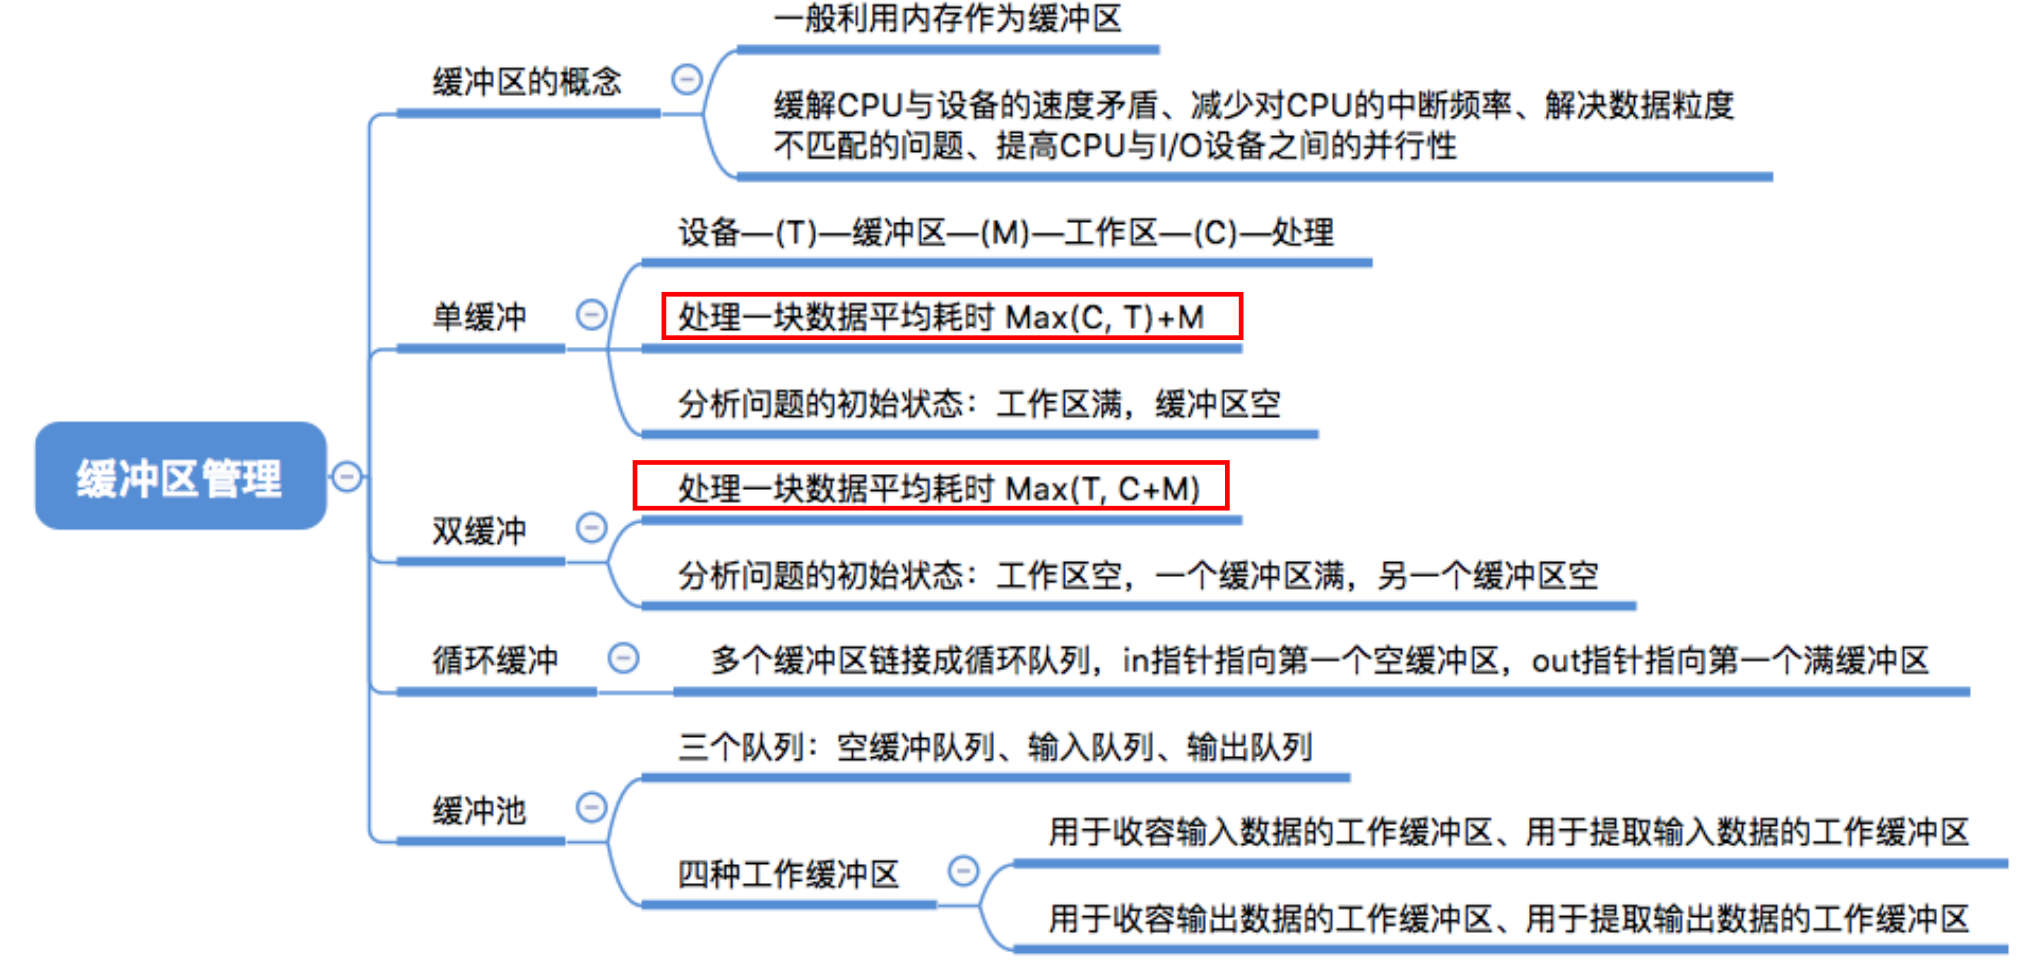 一般利用内存作为缓冲区
缓冲区的概念
缓解CPU与设备的速度矛盾、减少对CPU的中断频率、解决数据粒度
不匹配的问题、提高CPU与I/O设备之间的并行性
设备—(T)—缓冲区—(M)—工作区—(C)—处理
单缓冲
处理一块数据平均耗时 Max(C, T)+M
分析问题的初始状态：工作区满，缓冲区空
缓冲区管理
处理一块数据平均耗时 Max(T, C+M)
双缓冲
分析问题的初始状态：工作区空，一个缓冲区满，另一个缓冲区空
循环缓冲
多个缓冲区链接成循环队列，in指针指向第一个空缓冲区，out指针指向第一个满缓冲区
三个队列：空缓冲队列、输入队列、输出队列
缓冲池
四种工作缓冲区
用于收容输入数据的工作缓冲区、用于提取输入数据的工作缓冲区
用于收容输出数据的工作缓冲区、用于提取输出数据的工作缓冲区